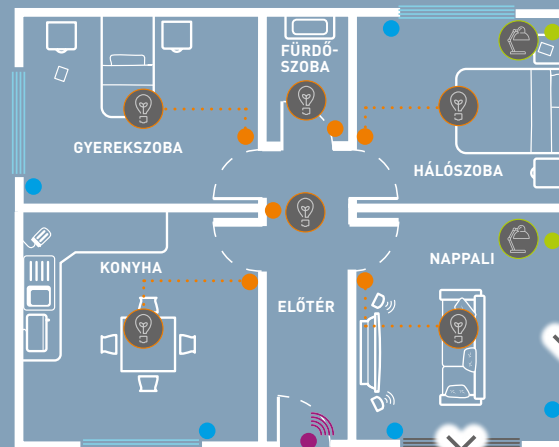 FÜRDŐ-
SZOBA
GYEREKSZOBA
HÁLÓSZOBA
KONYHA
NAPPALI
ELŐTÉR